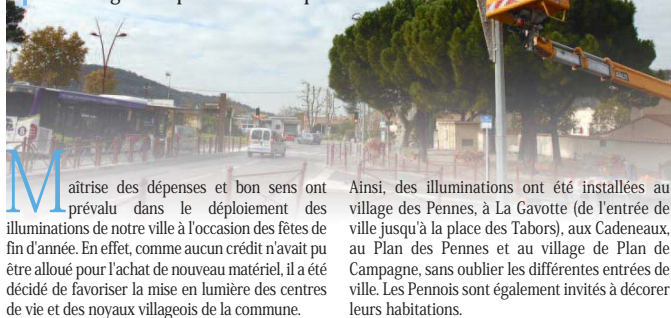 Maîtrise des dépenses et bon sens ont
prévalu dans le déploiement des
illuminations de notre ville à l'occasion des fêtes de
fin d'année. En effet, comme aucun crédit n'avait pu
être alloué pour l'achat de nouveau matériel, il a été
décidé de favoriser la mise en lumière des centres
de vie et des noyaux villageois de la commune.
Ainsi, des illuminations ont été installées au
village des Pennes, à La Gavotte (de l'entrée de
ville jusqu'à la place des Tabors), aux Cadeneaux,
au Plan des Pennes et au village de Plan de
Campagne, sans oublier les différentes entrées de
ville. Les Pennois sont également invités à décorer
leurs habitations.